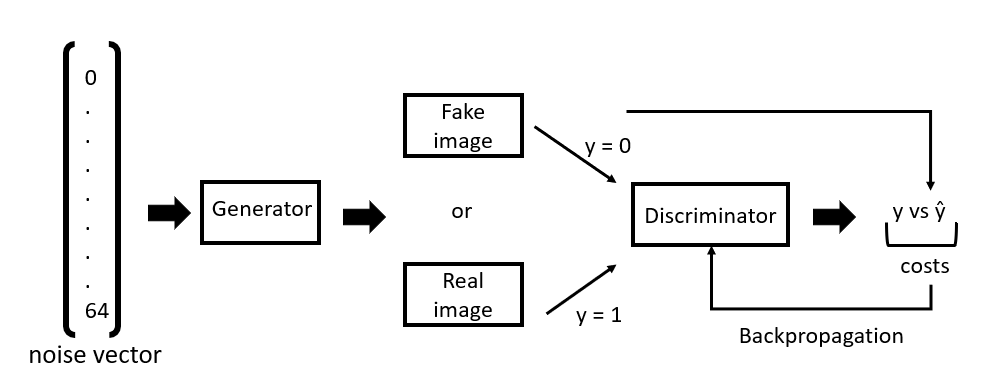 0
.
.
.
.
.
.
.
64
noise vector
Generator
Fake
image
or
Real
image
y = 0
y = 1
Discriminator
y vs ŷ
costs
Backpropagation